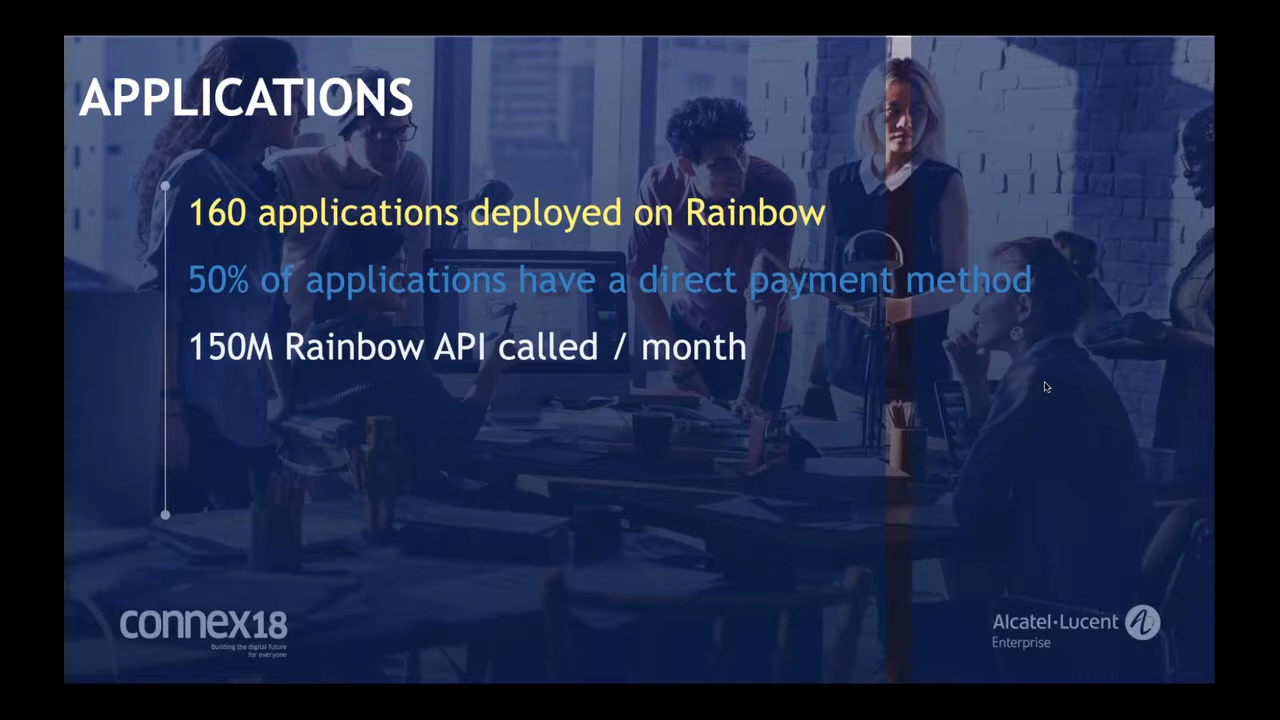 APPLICATIONS
160 applications deployed on Rainbow
50% of applications have a direct payment method
150M Rainbow API called / month
connex18
Building the digital future
for everyone
Alcatel·Lucent
Enterprise